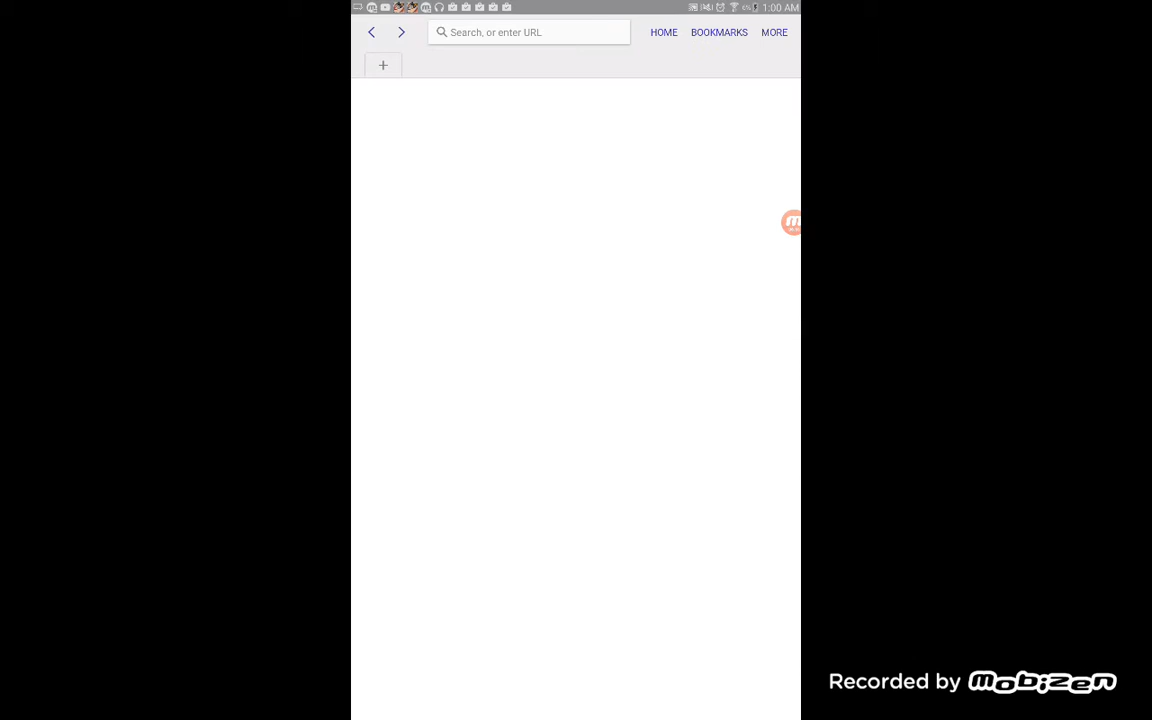 1:00 AM
Search, or enter URL
HOME
BOOKMARKS
MORE
+
Recorded by mobizen